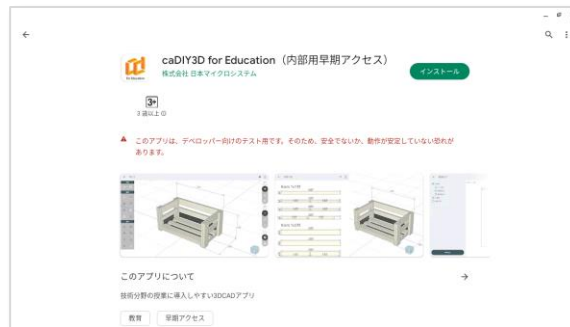 caDIY3D for Education（内部用早期アクセス）
株式会社 日本マイクロシステム
インストール
3+
3 歳以上
このアプリは、デベロッパー向けのテスト用です。そのため、安全でないか、動作が安定していない恐れが
あります。
このアプリについて
技術分野の授業に導入しやすい3DCADアプリ
教育
早期アクセス